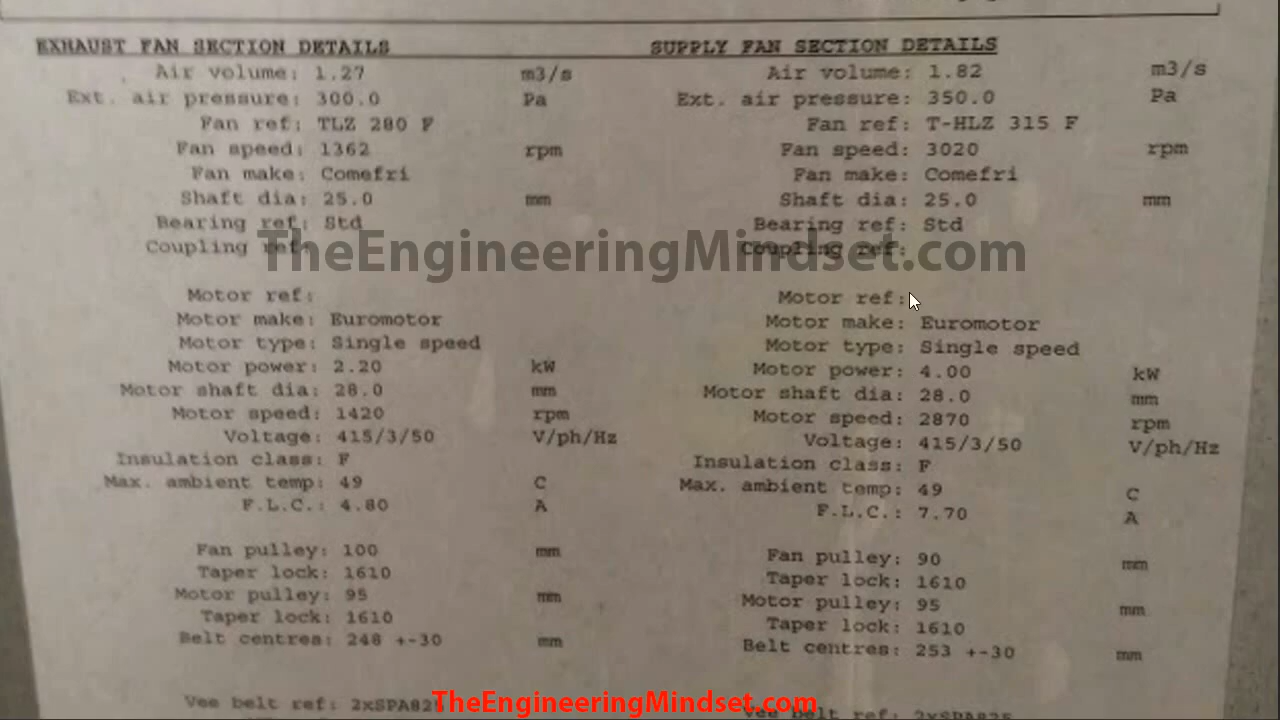 EXHAUST FAN SECTION DETAILS
Air volume: 1.27 m3/s
Ext. air pressure: 300.0 Pa
Fan ref: TLZ 280 F
Fan speed: 1362 rpm
Fan make: Comefri
Shaft dia: 25.0 mm
Bearing ref: Std
Coupling ref:
Motor ref:
Motor make: Euromotor
Motor type: Single speed
Motor power: 2.20 kW
Motor shaft dia: 28.0 mm
Motor speed: 1420 rpm
Voltage: 415/3/50 V/ph/Hz
Insulation class: F
Max. ambient temp: 49 C
F.L.C.: 4.80 A
Fan pulley: 100 mm
Taper lock: 1610
Motor pulley: 95 mm
Taper lock: 1610
Belt centres: 248 +-30 mm
Vee belt ref:
SUPPLY FAN SECTION DETAILS
Air volume: 1.82 m3/s
Ext. air pressure: 350.0 Pa
Fan ref: T-HLZ 315 F
Fan speed: 3020 rpm
Fan make: Comefri
Shaft dia: 25.0 mm
Bearing ref: Std
Coupling ref:
Motor ref:
Motor make: Euromotor
Motor type: Single speed
Motor power: 4.00 kW
Motor shaft dia: 28.0 mm
Motor speed: 2870 rpm
Voltage: 415/3/50 V/ph/Hz
Insulation class: F
Max. ambient temp: 49 C
F.L.C.: 7.70 A
Fan pulley: 90 mm
Taper lock: 1610
Motor pulley: 95 mm
Taper lock: 1610
Belt centres: 253 +-30 mm
Vee belt ref:
TheEngineeringMindset.com
TheEngineeringMindset.com